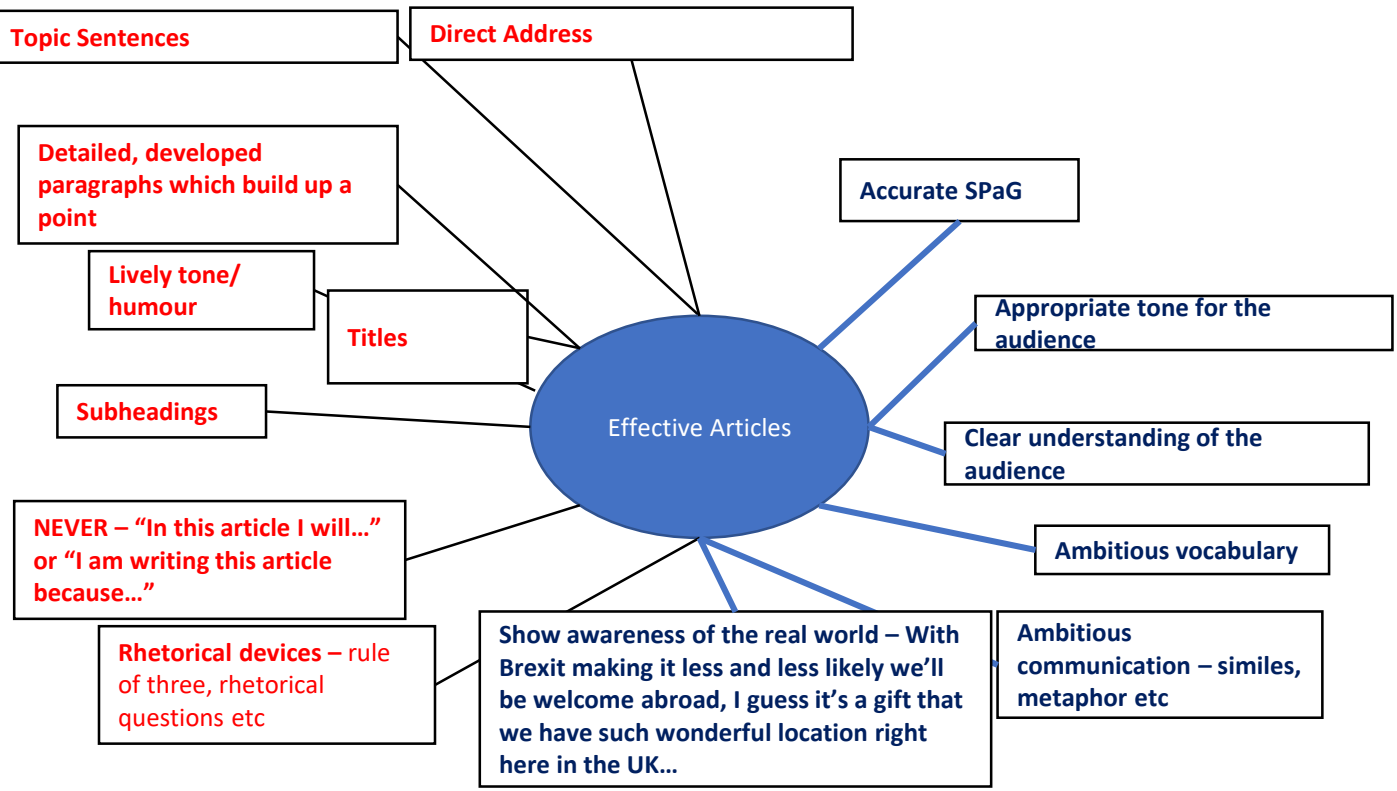 Topic Sentences
Direct Address
Detailed, developed
paragraphs which build up a
point
Accurate SPaG
Lively tone/
humour
Titles
Appropriate tone for the
audience
Subheadings
Effective Articles
Clear understanding of the
audience
NEVER – “In this article I will…”
or “I am writing this article
because…”
Ambitious vocabulary
Rhetorical devices – rule
of three, rhetorical
questions etc
Show awareness of the real world – With
Brexit making it less and less likely we’ll
be welcome abroad, I guess it’s a gift that
we have such wonderful location right
here in the UK…
Ambitious
communication – similes,
metaphor etc